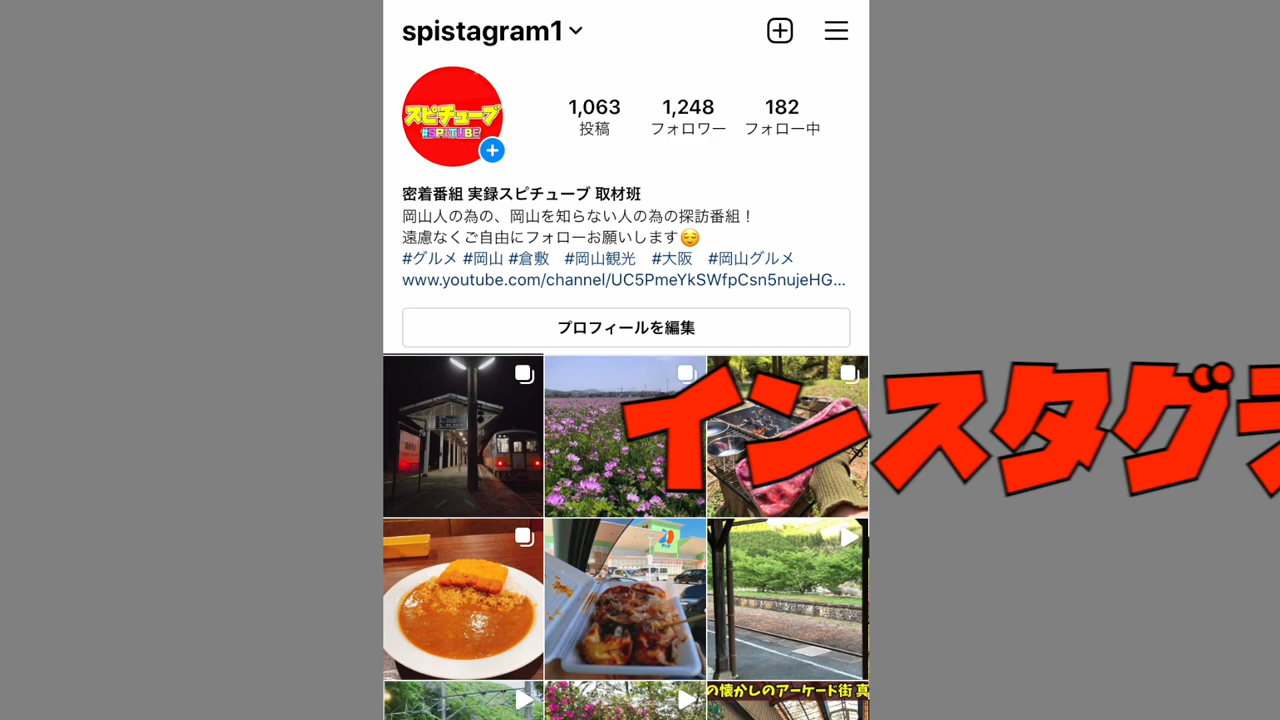 spistagram1
スピチューブ
#SPITUBE
1,063
投稿
1,248
フォロワー
182
フォロー中
密着番組 実録スピチューブ 取材班
岡山人の為の、岡山を知らない人の為の探訪番組！
遠慮なくご自由にフォローお願いします😌
#グルメ #岡山 #倉敷　#岡山観光　#大阪　#岡山グルメ
www.youtube.com/channel/UC5PmeYkSWfpCsn5nujeHG...
プロフィールを編集
インスタグラ
の懐かしのアーケード街 真